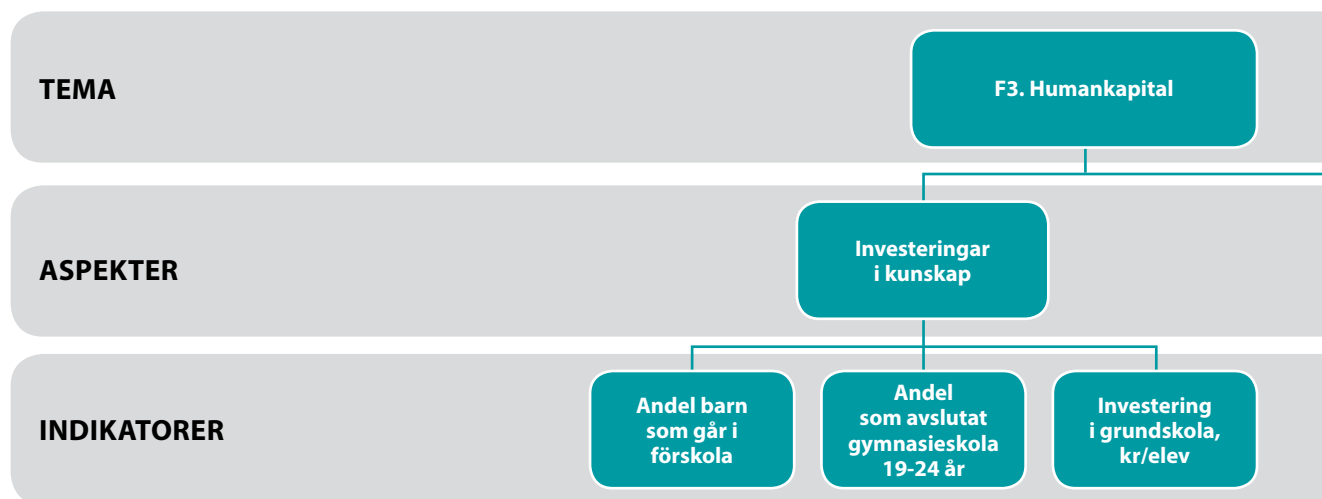 TEMA
F3. Humankapital
ASPEKTER
Investeringar
i kunskap
INDIKATORER
Andel barn
som går i
förskola
Andel
som avslutat
gymnasieskola
19-24 år
Investering
i grundskola,
kr/elev